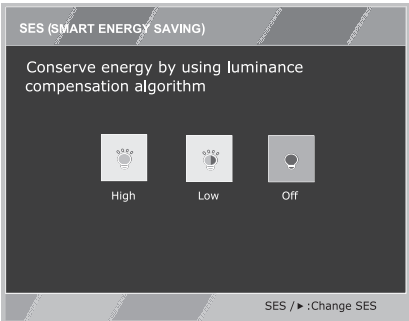 SES (SMART ENERGY SAVING)
Conserve energy by using luminance
compensation algorithm
High Low Off
SES / ► :Change SES